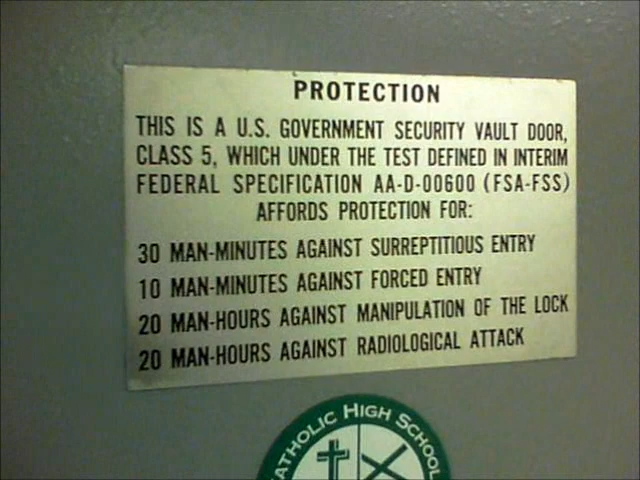 PROTECTION
THIS IS A U.S. GOVERNMENT SECURITY VAULT DOOR,
CLASS 5, WHICH UNDER THE TEST DEFINED IN INTERIM
FEDERAL SPECIFICATION AA-D-00600 (FSA-FSS)
AFFORDS PROTECTION FOR:
30 MAN-MINUTES AGAINST SURREPTITIOUS ENTRY
10 MAN-MINUTES AGAINST FORCED ENTRY
20 MAN-HOURS AGAINST MANIPULATION OF THE LOCK
20 MAN-HOURS AGAINST RADIOLOGICAL ATTACK
CATHOLIC HIGH SCHOOL